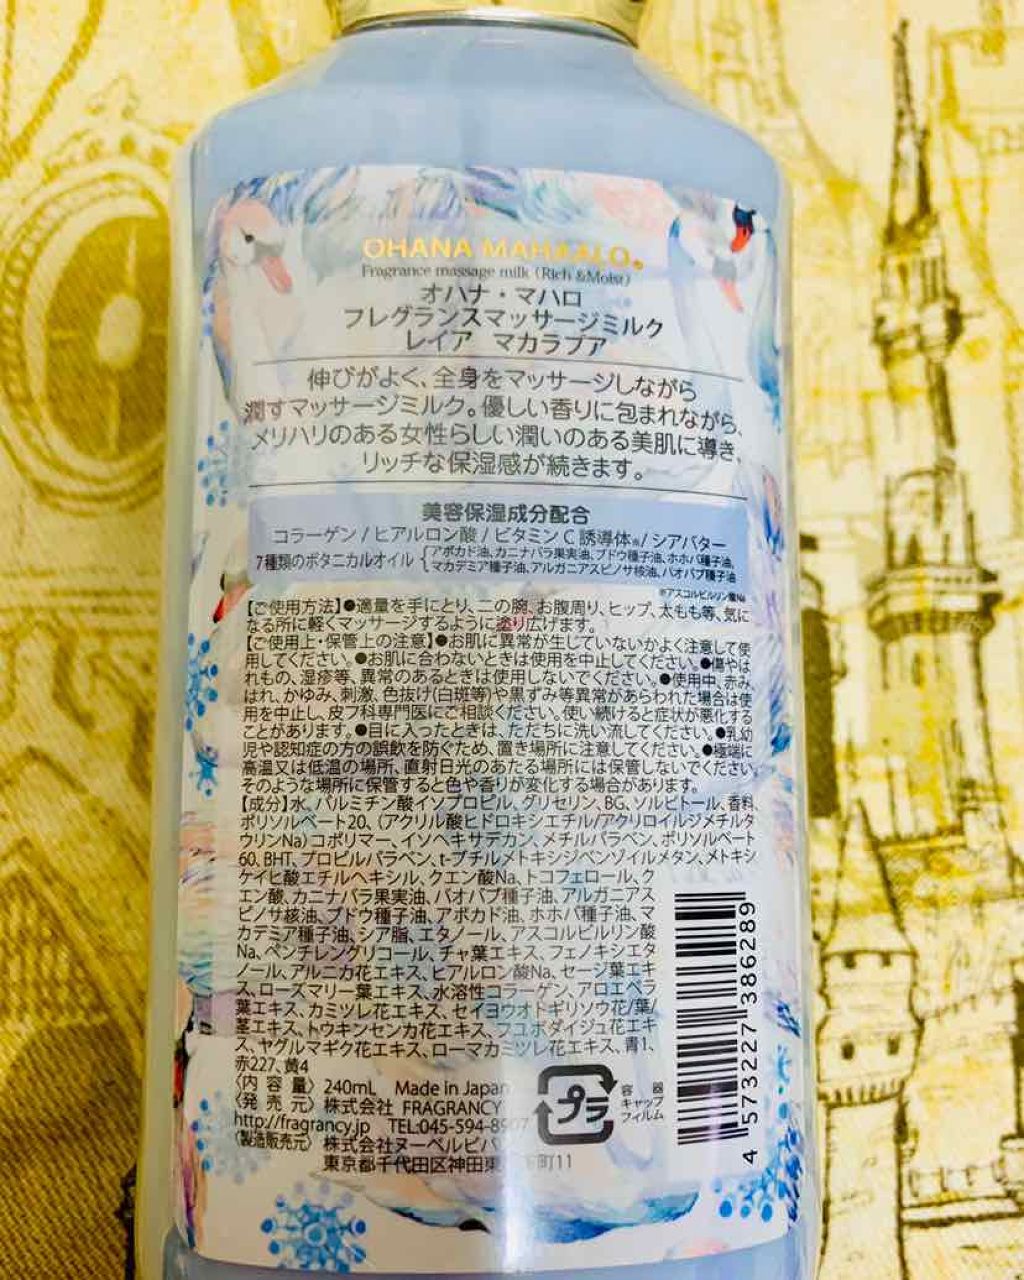 OHANA MAHAALO
Fragrance massage milk (Rich &Moist)
オハナ・マハロ
フレグランスマッサージミルク
レイア マカラプア
伸びがよく、全身をマッサージしながら
潤すマッサージミルク。優しい香りに包まれながら、
メリハリのある女性らしい潤いのある美肌に導き、
リッチな保湿感が続きます。
美容保湿成分配合
コラーゲン / ヒアルロン酸 / ビタミンC誘導体※/ シアバター
7種類のボタニカルオイル{アボカド油、カニナバラ果実油、ブドウ種子油、ホホバ種子油、
マカデミア種子油、アルガニアスピノサ核油、バオバブ種子油
※アスコルビルリン酸Na
【ご使用方法】●適量を手にとり、二の腕、お腹周り、ヒップ、太もも等、気に
なる所に軽くマッサージするように塗り広げます。
【ご使用上・保管上の注意】●お肌に異常が生じていないかよく注意して使
用してください。●お肌に合わないときは使用を中止してください。●傷やは
れもの、湿疹等、異常のあるときは使用しないでください。●使用中、赤み、
はれ、かゆみ、刺激、色抜け(白斑等)や黒ずみ等異常があらわれた場合は使
用を中止し、皮フ科専門医にご相談ください。使い続けると症状が悪化する
ことがあります。●目に入ったときは、ただちに洗い流してください。●乳幼
児や認知症の方の誤飲を防ぐため、置き場所に注意してください。●極端に
高温又は低温の場所、直射日光のあたる場所には保管しないでください。
そのような場所に保管すると色や香りが変化する場合があります。
【成分】水、パルミチン酸イソプロピル、グリセリン、BG、ソルビトール、香料、
ポリソルベート20、(アクリル酸ヒドロキシエチル/アクリロイルジメチルタ
ウリンNa)コポリマー、イソヘキサデカン、メチルパラベン、ポリソルベート
60、BHT、プロピルパラベン、t-ブチルメトキシジベンゾイルメタン、メトキシ
ケイヒ酸エチルヘキシル、クエン酸Na、トコフェロール、ク
エン酸、カニナバラ果実油、バオバブ種子油、アルガニアス
ピノサ核油、ブドウ種子油、アボカド油、ホホバ種子油、マ
カデミア種子油、シア脂、エタノール、アスコルビルリン酸
Na、ペンチレングリコール、チャ葉エキス、フェノキシエタ
ノール、アルニカ花エキス、ヒアルロン酸Na、セージ葉エキ
ス、ローズマリー葉エキス、水溶性コラーゲン、アロエベラ
葉エキス、カミツレ花エキス、セイヨウオトギリソウ花/葉/
茎エキス、トウキンセンカ花エキス、フユボダイジュ花エキ
ス、ヤグルマギク花エキス、ローマカミツレ花エキス、青1、
赤227、黄4
〈内容量〉240mL Made in Japan
〈発売元〉株式会社 FRAGRANCY
http://fragrancy.jp TEL:045-594-8907
〈製造販売元〉株式会社ヌーベルビバ
東京都千代田区神田東 町11
プラ
容器
キャップ
フィルム
4 573227 386289